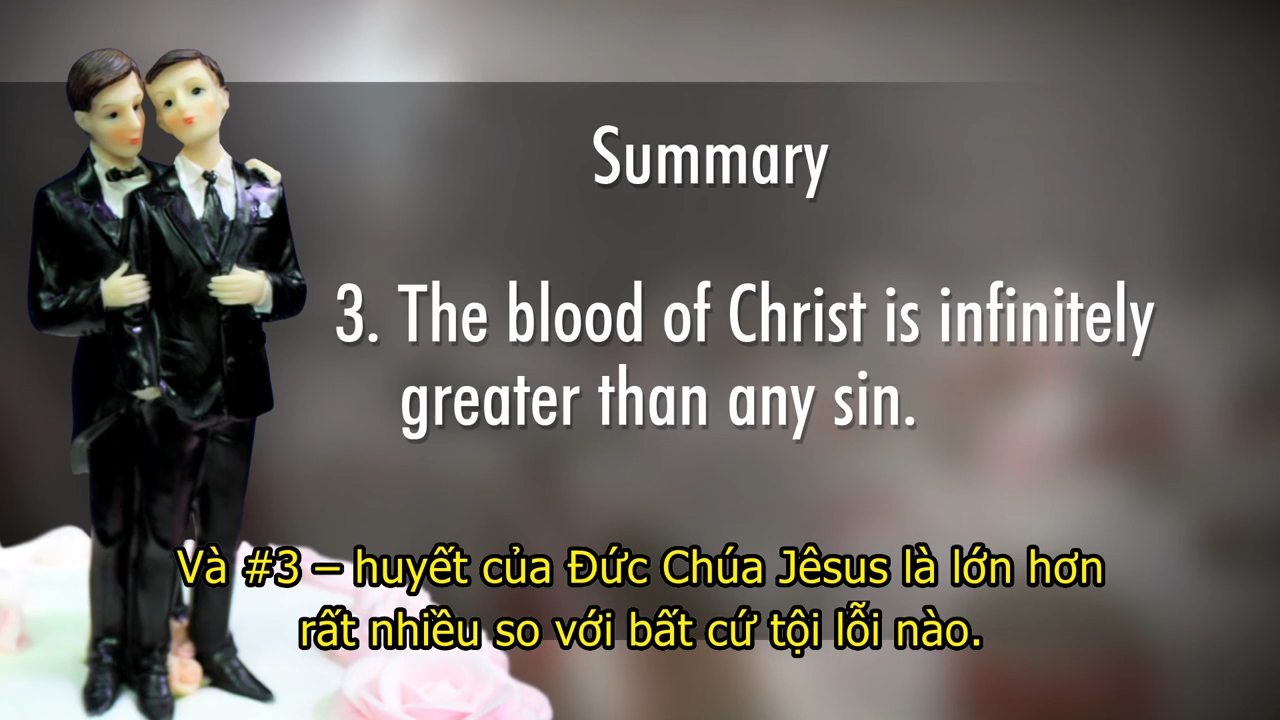 Summary
3. The blood of Christ is infinitely
greater than any sin.
Và #3 – huyết của Đức Chúa Jêsus là lớn hơn
rất nhiều so với bất cứ tội lỗi nào.